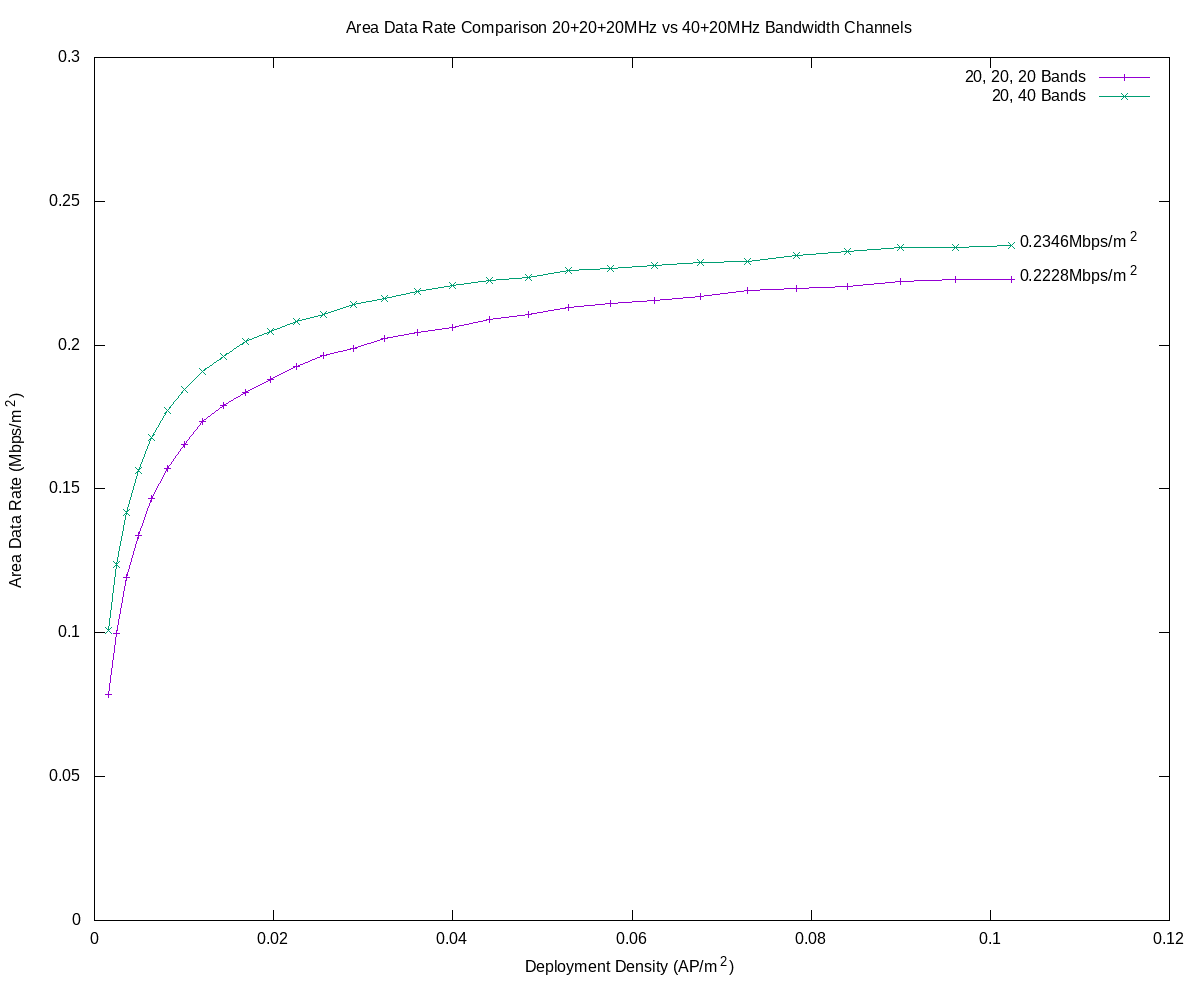 Area Data Rate Comparison 20+20+20MHz vs 40+20MHz Bandwidth Channels
0.3
20, 20, 20 Bands
20, 40 Bands
0.25
0.2346Mbps/m 2
0.2228Mbps/m 2
0.2
Area Data Rate (Mbps/m2)
0.15
0.1
0.05
0
0 0.02 0.04 0.06 0.08 0.1 0.12
Deployment Density (AP/m2)